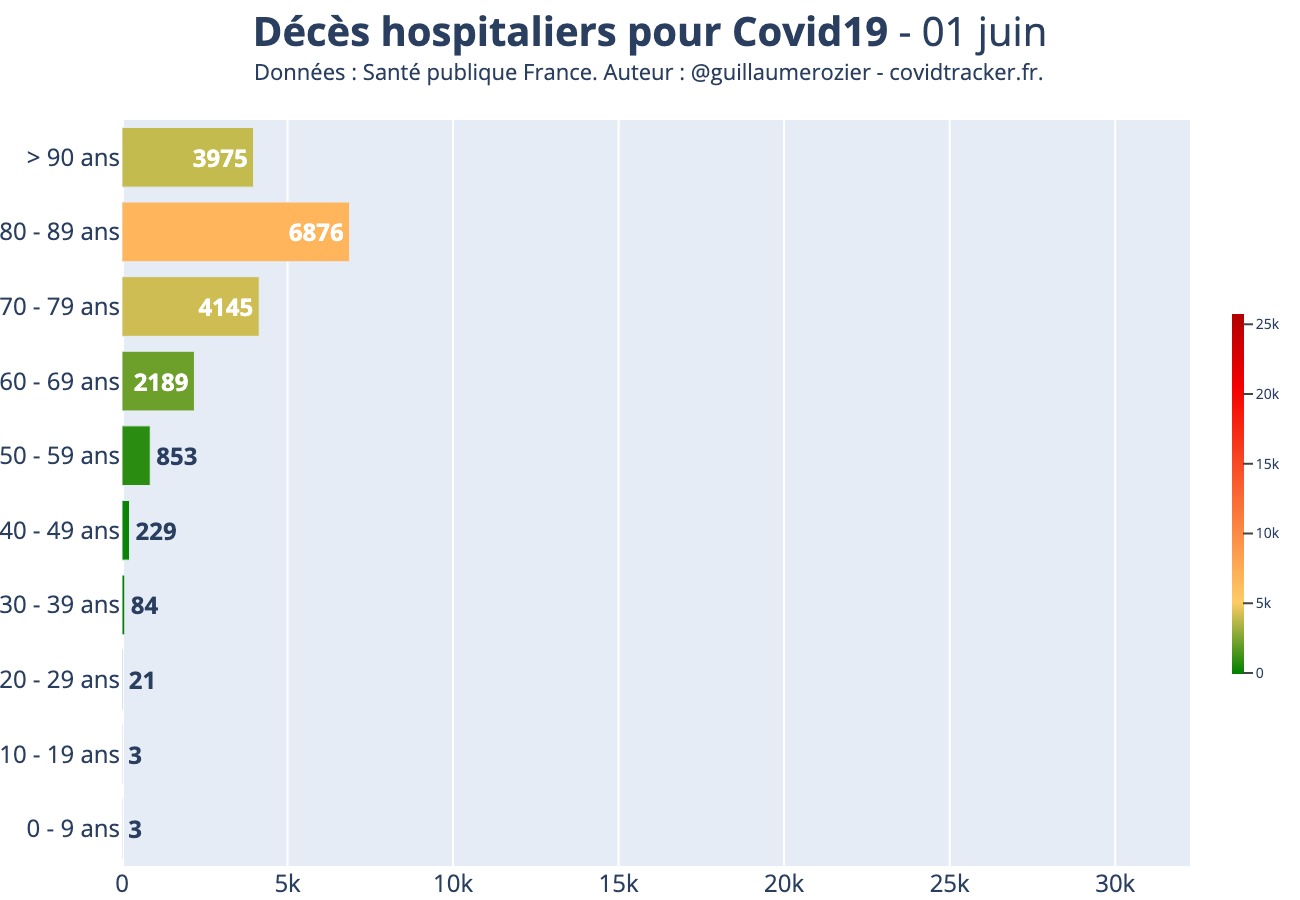 Décès hospitaliers pour Covid19 - 01 juin
Données : Santé publique France. Auteur : @guillaumerozier - covidtracker.fr.
> 90 ans 3975
80 - 89 ans 6876
70 - 79 ans 4145
60 - 69 ans 2189
50 - 59 ans 853
40 - 49 ans 229
30 - 39 ans 84
20 - 29 ans 21
10 - 19 ans 3
0 - 9 ans 3
0 5k 10k 15k 20k 25k 30k
25k
20k
15k
10k
5k
0